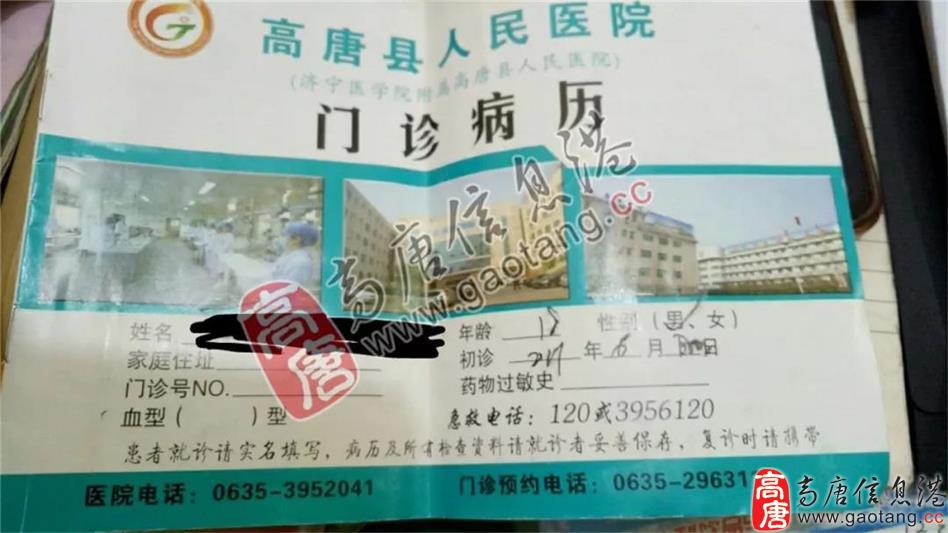 高唐县人民医院
(济宁医学院附属高唐县人民医院)
门诊病历
高唐信息港
www.gaotang.cc
高唐
姓名
年龄 18 性别(男、女)
家庭住址
初诊 年 月 日
门诊号NO.
药物过敏史
血型( )型
急救电话:120或3956120
患者就诊请实名填写,病历及所有检查资料请就诊者妥善保存,复诊时请携带
医院电话:0635-3952041
门诊预约电话:0635-29631
高唐
高唐信息港
www.gaotang.cc